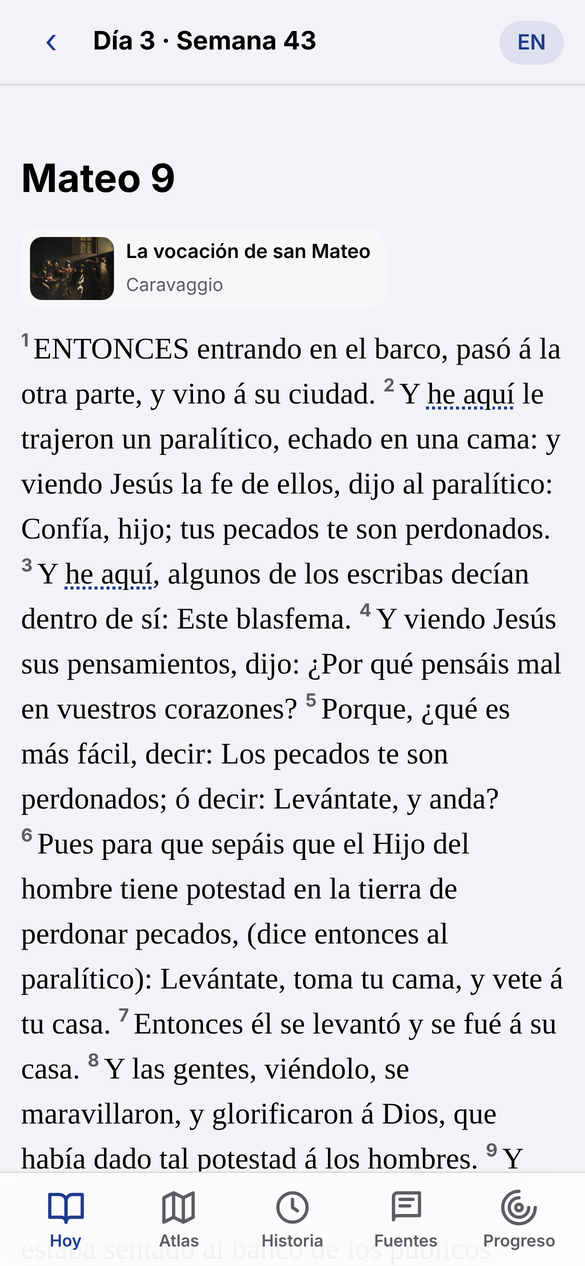 ‹ Día 3 · Semana 43 EN
Mateo 9
La vocación de san Mateo
Caravaggio
1 ENTONCES entrando en el barco, pasó á la
otra parte, y vino á su ciudad. 2 Y he aquí le
trajeron un paralítico, echado en una cama: y
viendo Jesús la fe de ellos, dijo al paralítico:
Confía, hijo; tus pecados te son perdonados.
3 Y he aquí, algunos de los escribas decían
dentro de sí: Este blasfema. 4 Y viendo Jesús
sus pensamientos, dijo: ¿Por qué pensáis mal
en vuestros corazones? 5 Porque, ¿qué es
más fácil, decir: Los pecados te son
perdonados; ó decir: Levántate, y anda?
6 Pues para que sepáis que el Hijo del
hombre tiene potestad en la tierra de
perdonar pecados, (dice entonces al
paralítico): Levántate, toma tu cama, y vete á
tu casa. 7 Entonces él se levantó y se fué á su
casa. 8 Y las gentes, viéndolo, se
maravillaron, y glorificaron á Dios, que
había dado tal potestad á los hombres. 9 Y
estaba sentado al banco de los públicos
Hoy Atlas Historia Fuentes Progreso